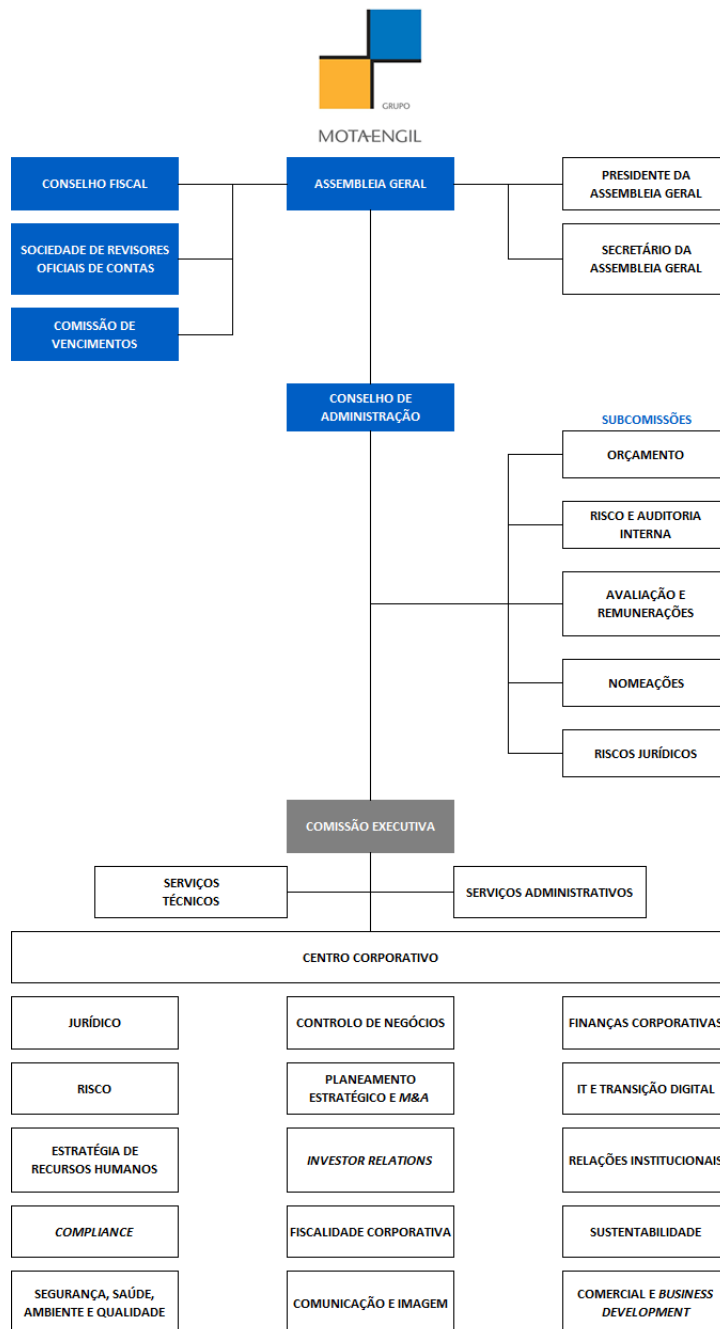 GRUPO
MOTA-ENGIL
CONSELHO FISCAL
ASSEMBLEIA GERAL
PRESIDENTE DA
ASSEMBLEIA GERAL
SOCIEDADE DE REVISORES
OFICIAIS DE CONTAS
SECRETÁRIO DA
ASSEMBLEIA GERAL
COMISSÃO DE
VENCIMENTOS
CONSELHO DE
ADMINISTRAÇÃO
SUBCOMISSÕES
ORÇAMENTO
RISCO E AUDITORIA
INTERNA
AVALIAÇÃO E
REMUNERAÇÕES
NOMEAÇÕES
RISCOS JURÍDICOS
COMISSÃO EXECUTIVA
SERVIÇOS
TÉCNICOS
SERVIÇOS ADMINISTRATIVOS
CENTRO CORPORATIVO
JURÍDICO
CONTROLO DE NEGÓCIOS
FINANÇAS CORPORATIVAS
RISCO
PLANEAMENTO
ESTRATÉGICO E M&A
IT E TRANSIÇÃO DIGITAL
ESTRATÉGIA DE
RECURSOS HUMANOS
INVESTOR RELATIONS
RELAÇÕES INSTITUCIONAIS
COMPLIANCE
FISCALIDADE CORPORATIVA
SUSTENTABILIDADE
SEGURANÇA, SAÚDE,
AMBIENTE E QUALIDADE
COMUNICAÇÃO E IMAGEM
COMERCIAL E BUSINESS
DEVELOPMENT